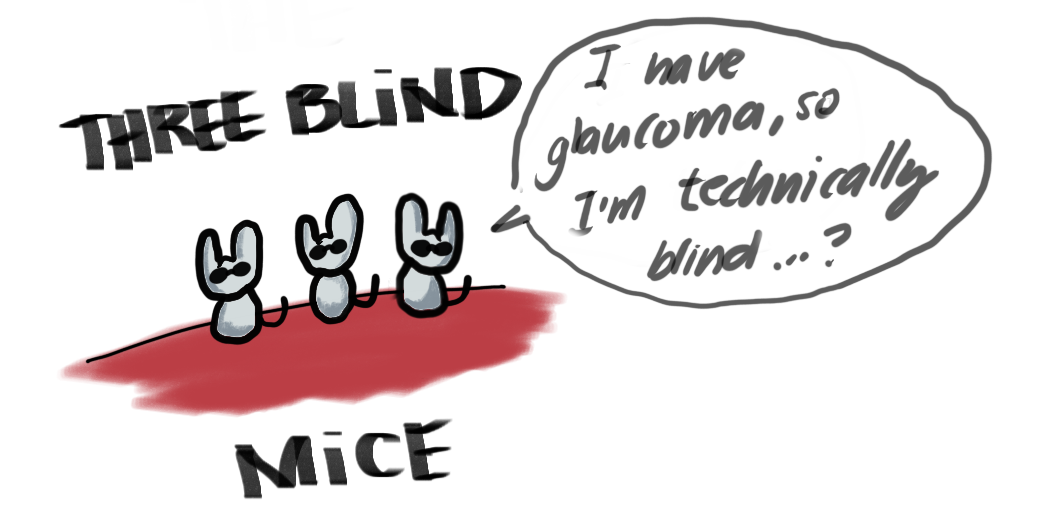 THREE BLiND
I have
glaucoma, so
I'm technically
blind...?
MiCE